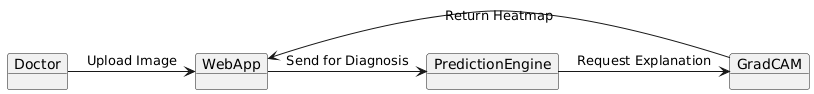 Return Heatmap
Doctor
Upload Image
WebApp
Send for Diagnosis
PredictionEngine
Request Explanation
GradCAM